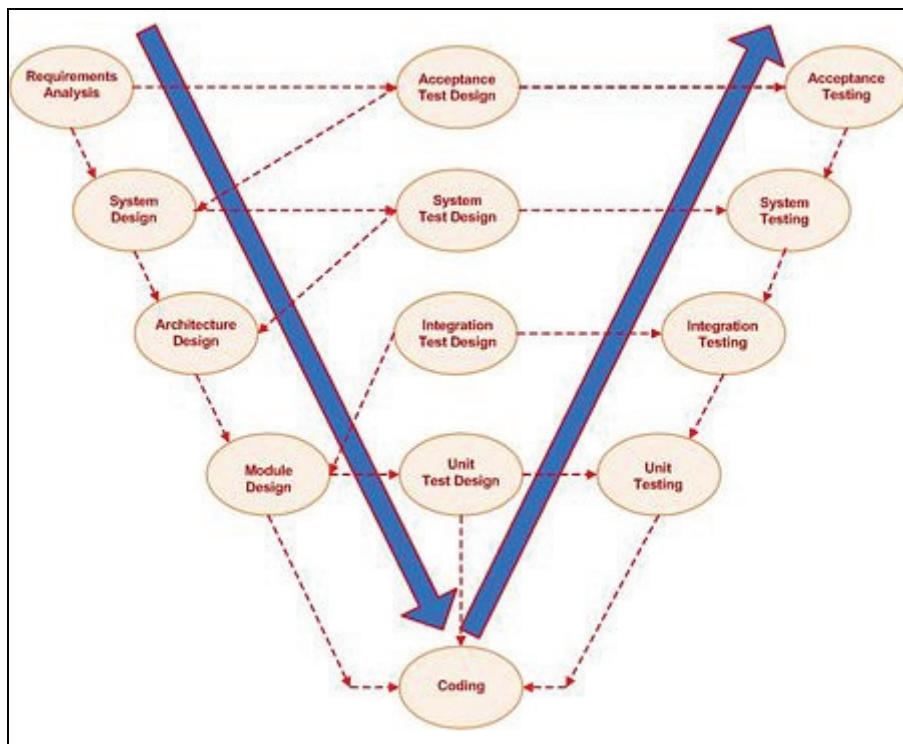 Requirements
Analysis
Acceptance
Test Design
Acceptance
Testing
System
Design
System
Test Design
System
Testing
Architecture
Design
Integration
Test Design
Integration
Testing
Module
Design
Unit
Test Design
Unit
Testing
Coding